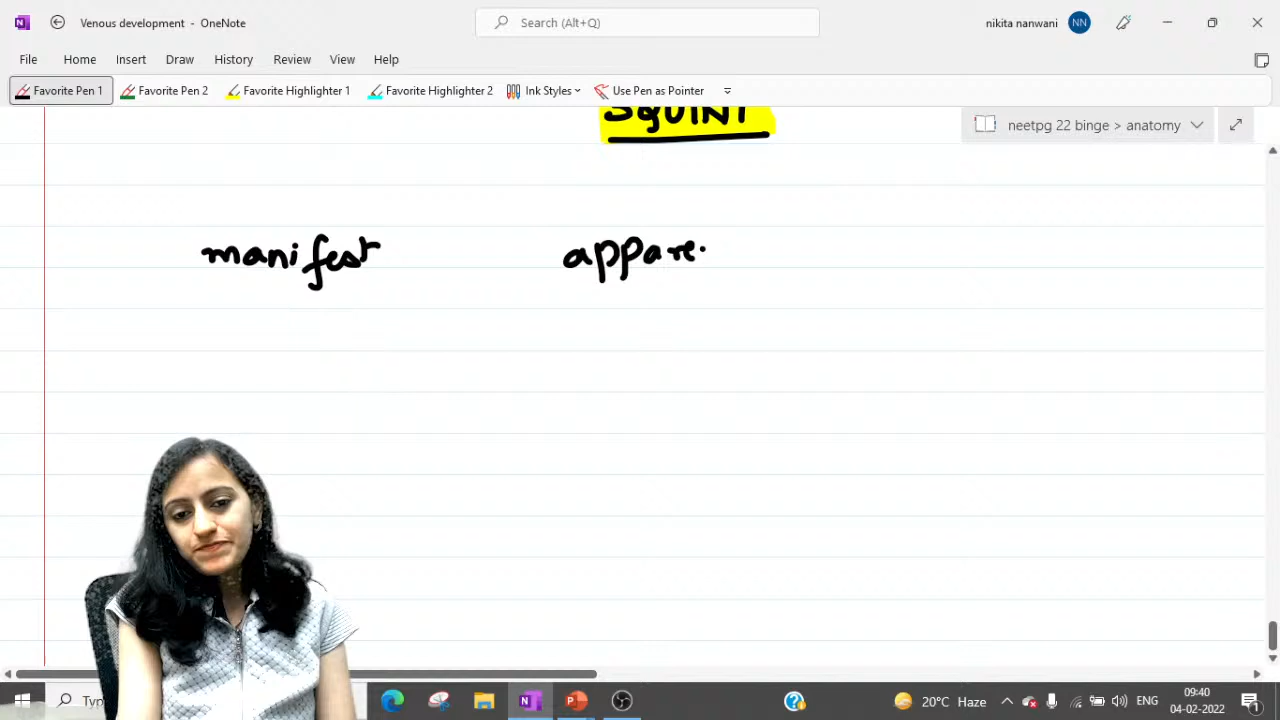 Venous development - OneNote
Search (Alt+Q)
nikita nanwani
NN
File Home Insert Draw History Review View Help
Favorite Pen 1 Favorite Pen 2 Favorite Highlighter 1 Favorite Highlighter 2 Ink Styles Use Pen as Pointer
SQUINT
neetpg 22 binge > anatomy
manifest appare
Typ
20°C Haze
ENG
09:40
04-02-2022
1